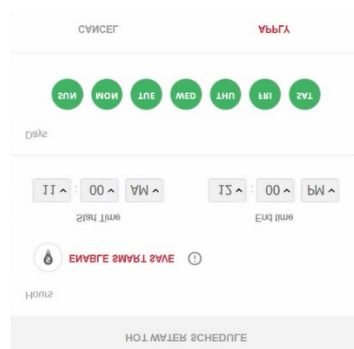 HOT WATER SCHEDULE
Hours
ENABLE SMART SAVE
Start Time End time
11 : 00 AM 12 : 00 PM
Days
SUN MON TUE WED THU FRI SAT
CANCEL APPLY